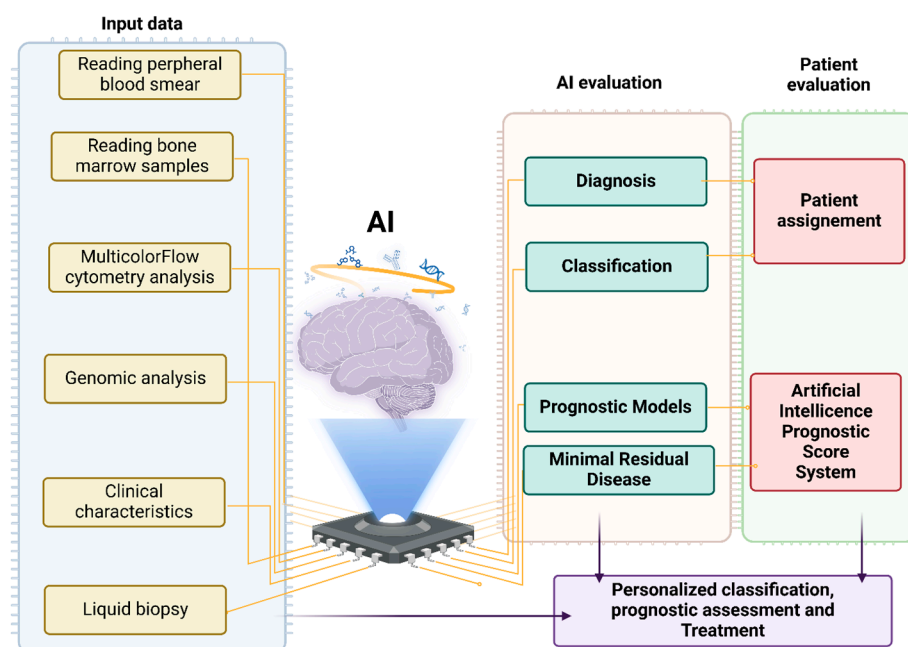 Input data
Reading perpheral
blood smear
Reading bone
marrow samples
MulticolorFlow
cytometry analysis
Genomic analysis
Clinical
characteristics
Liquid biopsy
AI
AI evaluation
Diagnosis
Classification
Prognostic Models
Minimal Residual
Disease
Patient
evaluation
Patient
assignement
Artificial
Intellicence
Prognostic
Score
System
Personalized classification,
prognostic assessment and
Treatment